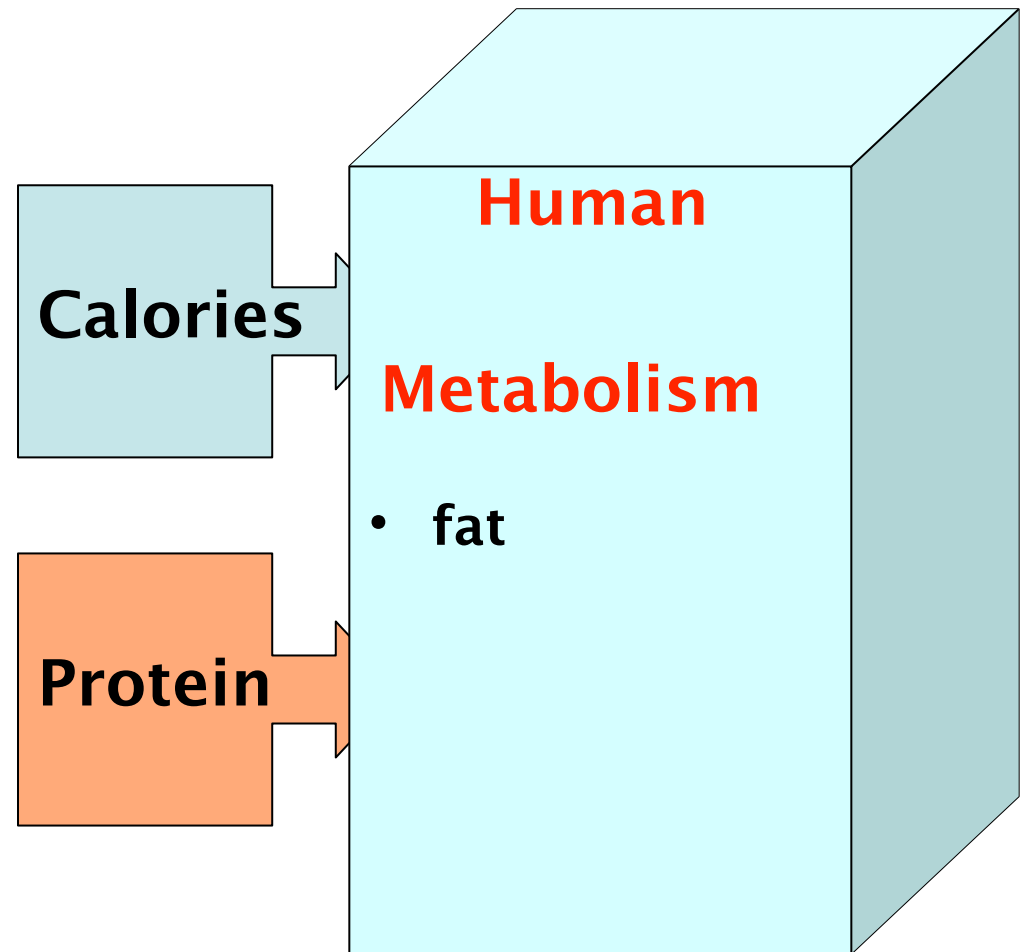 Human
Calories
Metabolism
• fat
Protein